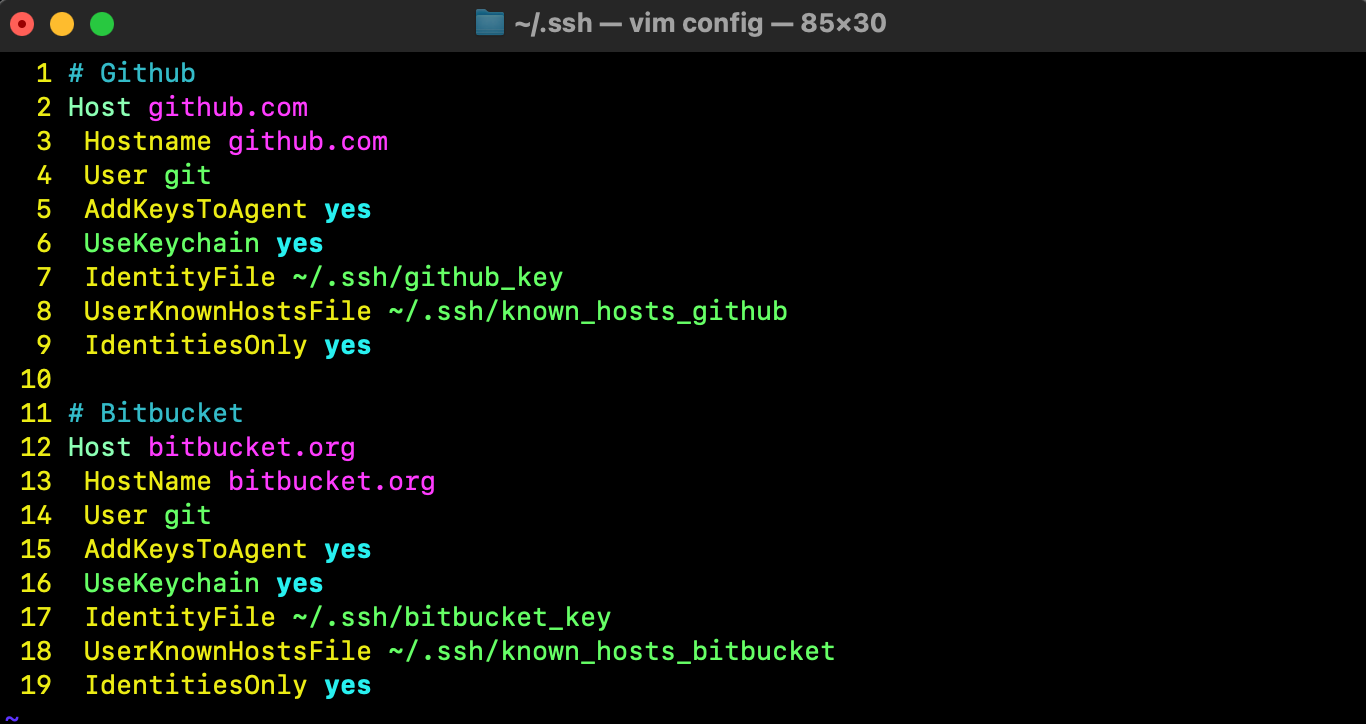 ~/.ssh — vim config — 85×30
1 # Github
2 Host github.com
3  Hostname github.com
4  User git
5  AddKeysToAgent yes
6  UseKeychain yes
7  IdentityFile ~/.ssh/github_key
8  UserKnownHostsFile ~/.ssh/known_hosts_github
9  IdentitiesOnly yes
10
11 # Bitbucket
12 Host bitbucket.org
13  HostName bitbucket.org
14  User git
15  AddKeysToAgent yes
16  UseKeychain yes
17  IdentityFile ~/.ssh/bitbucket_key
18  UserKnownHostsFile ~/.ssh/known_hosts_bitbucket
19  IdentitiesOnly yes
~